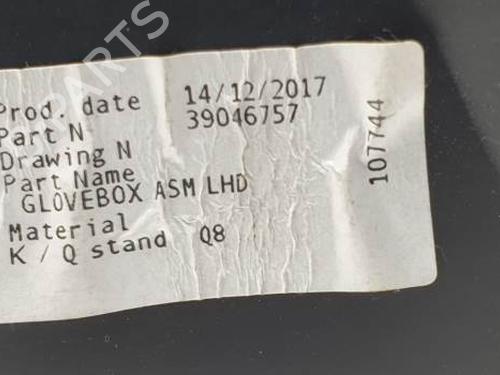 Prod. date 14/12/2017
Part N 39046757
Drawing N
Part Name
GLOVEBOX ASM LHD
Material
K / Q stand Q8
107744
PARTS